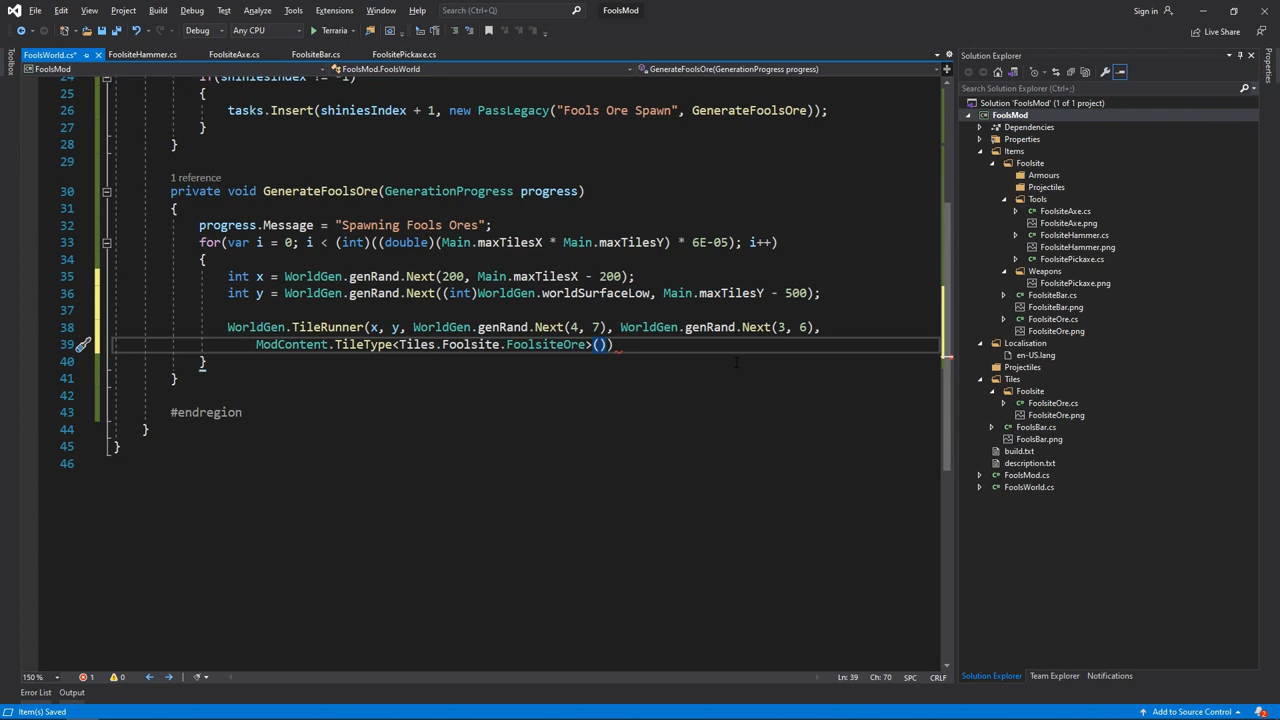 File Edit View Project Build Debug Test Analyze Tools Extensions Window Help Search (Ctrl+Q) FoolsMod Sign in
Debug Any CPU Terraria Live Share
FoolsWorld.cs* FoolsiteHammer.cs FoolsiteAxe.cs FoolsiteBar.cs FoolsitePickaxe.cs
FoolsMod FoolsMod.FoolsWorld GenerateFoolsOre(GenerationProgress progress)
Toolbox
Properties
24 if(shiniesIndex != -1)
25 {
26 tasks.Insert(shiniesIndex + 1, new PassLegacy("Fools Ore Spawn", GenerateFoolsOre));
27 }
28 }
29
1 reference
30 private void GenerateFoolsOre(GenerationProgress progress)
31 {
32 progress.Message = "Spawning Fools Ores";
33 for(var i = 0; i < (int)((double)(Main.maxTilesX * Main.maxTilesY) * 6E-05); i++)
34 {
35 int x = WorldGen.genRand.Next(200, Main.maxTilesX - 200);
36 int y = WorldGen.genRand.Next((int)WorldGen.worldSurfaceLow, Main.maxTilesY - 500);
37
38 WorldGen.TileRunner(x, y, WorldGen.genRand.Next(4, 7), WorldGen.genRand.Next(3, 6),
39 ModContent.TileType<Tiles.Foolsite.FoolsiteOre>())
40 }
41 }
42
43 #endregion
44 }
45 }
46
Solution Explorer
Search Solution Explorer (Ctrl+;)
Solution 'FoolsMod' (1 of 1 project)
FoolsMod
Dependencies
Properties
Items
Foolsite
Armours
Projectiles
Tools
FoolsiteAxe.cs
FoolsiteAxe.png
FoolsiteHammer.cs
FoolsiteHammer.png
FoolsitePickaxe.cs
Weapons
FoolsitePickaxe.png
FoolsiteBar.cs
FoolsiteBar.png
FoolsiteOre.cs
FoolsiteOre.png
Localisation
en-US.lang
Projectiles
Tiles
Foolsite
FoolsiteOre.cs
FoolsiteOre.png
FoolsBar.cs
FoolsBar.png
build.txt
description.txt
FoolsMod.cs
FoolsWorld.cs
150 % 1 0 Ln: 39 Ch: 70 SPC CRLF
Solution Explorer Team Explorer Notifications
Error List Output
Item(s) Saved Add to Source Control 2